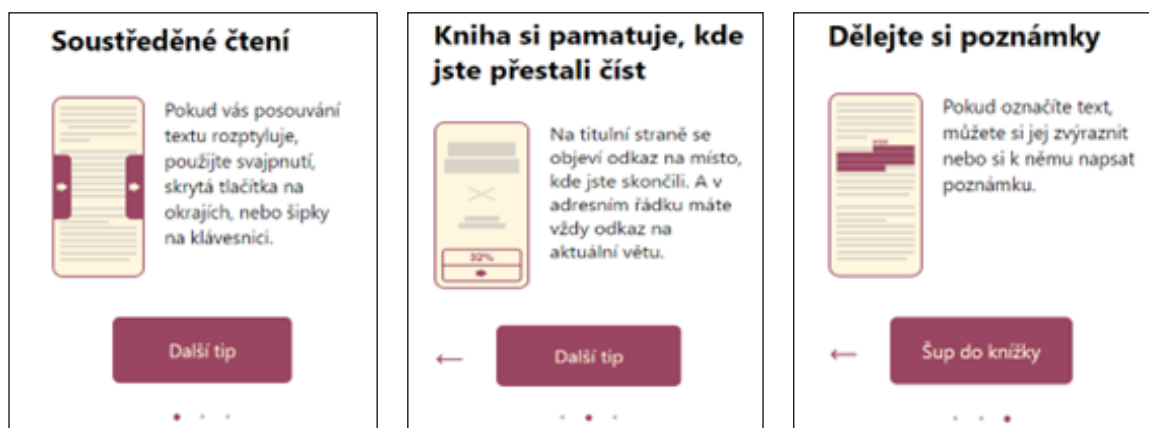 Soustředěné čtení
Pokud vás posouvání
textu rozptyluje,
použijte svajpnutí,
skrytá tlačítka na
okrajích, nebo šipky
na klávesnici.
Další tip
Kniha si pamatuje, kde
jste přestali číst
Na titulní straně se
objeví odkaz na místo,
kde jste skončili. A v
adresním řádku máte
vždy odkaz na
aktuální větu.
32%
Další tip
Dělejte si poznámky
Pokud označíte text,
můžete si jej zvýraznit
nebo si k němu napsat
poznámku.
Šup do knížky